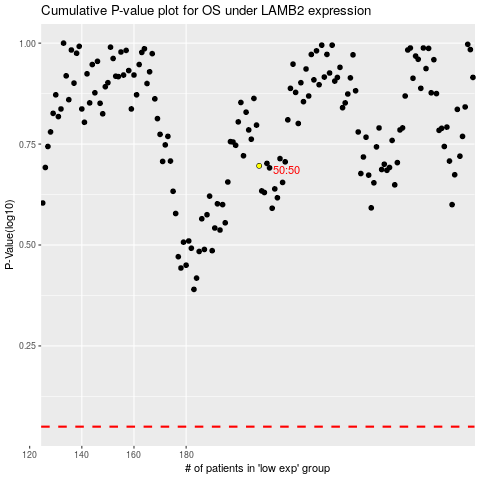 Cumulative P-value plot for OS under LAMB2 expression
1.00
0.75
0.50
0.25
P-Value(log10)
50:50
120 140 160 180
# of patients in 'low exp' group